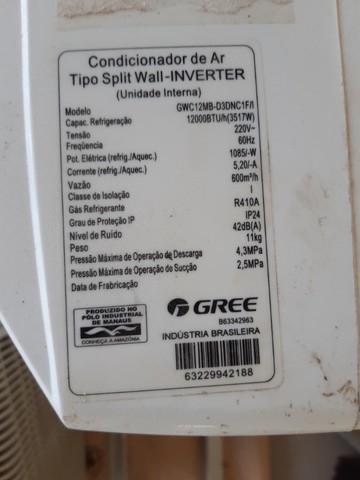 Condicionador de Ar
Tipo Split Wall-INVERTER
(Unidade Interna)
Modelo GWC12MB-D3DNC1F/I
Capac. Refrigeração 12000BTU/h(3517W)
Tensão 220V~
Freqüencia 60Hz
Pot. Elétrica (refrig./Aquec.) 1085/-W
Corrente (refrig./Aquec.) 5,20/-A
Vazão 600m³/h
Classe de Isolação I
Gás Refrigerante R410A
Grau de Proteção IP IP24
Nível de Ruído 42dB(A)
Peso 11kg
Pressão Máxima de Operação de Descarga 4,3MPa
Pressão Máxima de Operação de Sucção 2,5MPa
Data de Frabricação
PRODUZIDO NO
PÓLO INDUSTRIAL
DE MANAUS
CONHEÇA A AMAZÔNIA
GREE
B63342963
INDÚSTRIA BRASILEIRA
63229942188